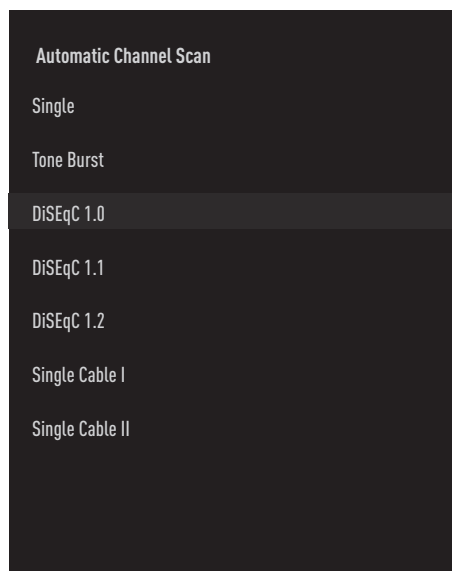 Automatic Channel Scan
Single
Tone Burst
DiSEqC 1.0
DiSEqC 1.1
DiSEqC 1.2
Single Cable I
Single Cable II